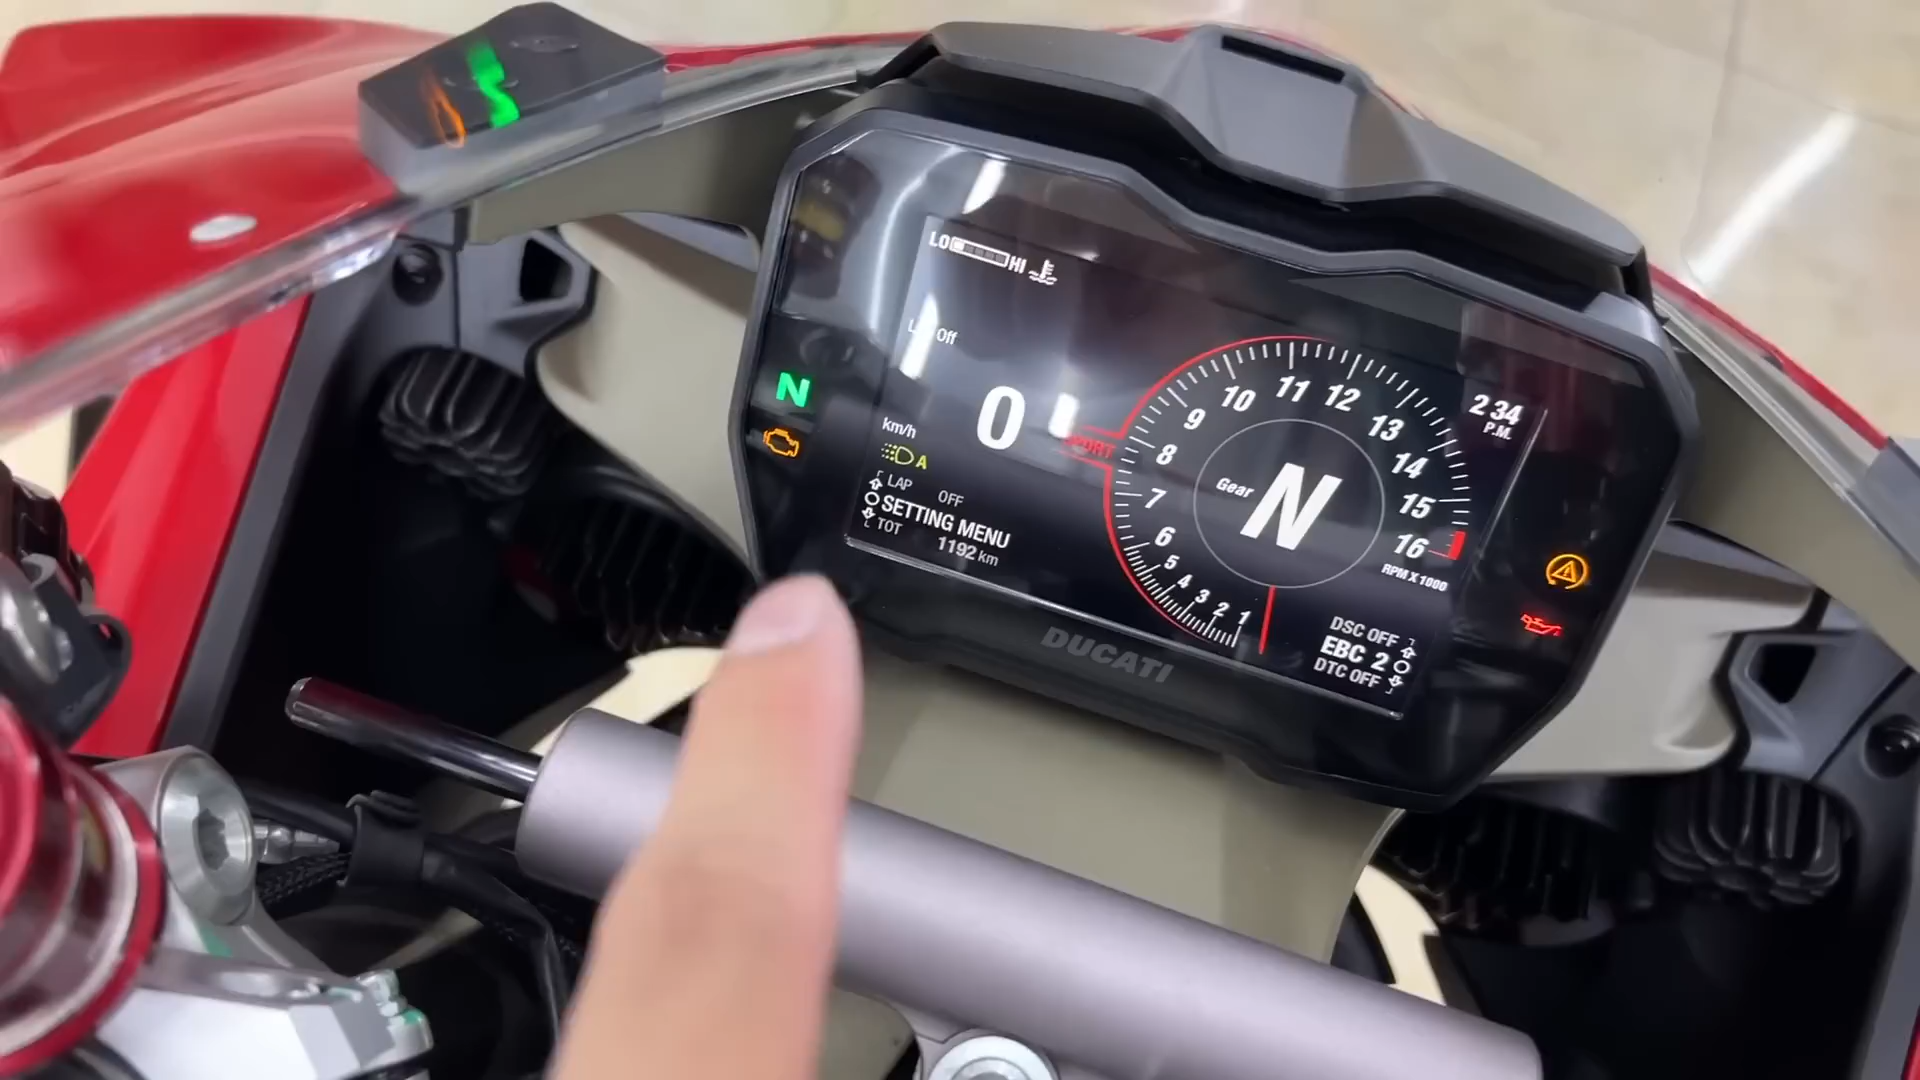 LO HI
Off
0
km/h
A
LAP OFF
SETTING MENU
TOT 1192 km
N
SPORT
1
2
3
4
5
6
7
8
9
10
11
12
13
14
15
16
RPM X 1000
Gear N
2 34
P.M.
DSC OFF
EBC 2
DTC OFF
DUCATI